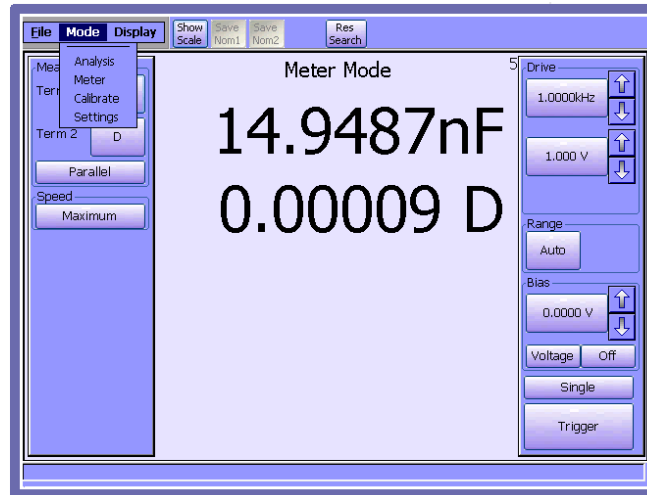 File Mode Display Show Scale Save Nom1 Save Nom2 Res Search
Analysis
Meter
Calibrate
Settings
Mea
Ter
Term 2 D
Parallel
Speed
Maximum
Meter Mode 5
14.9487nF
0.00009 D
Drive
1.0000kHz
1.000 V
Range
Auto
Bias
0.0000 V
Voltage Off
Single
Trigger